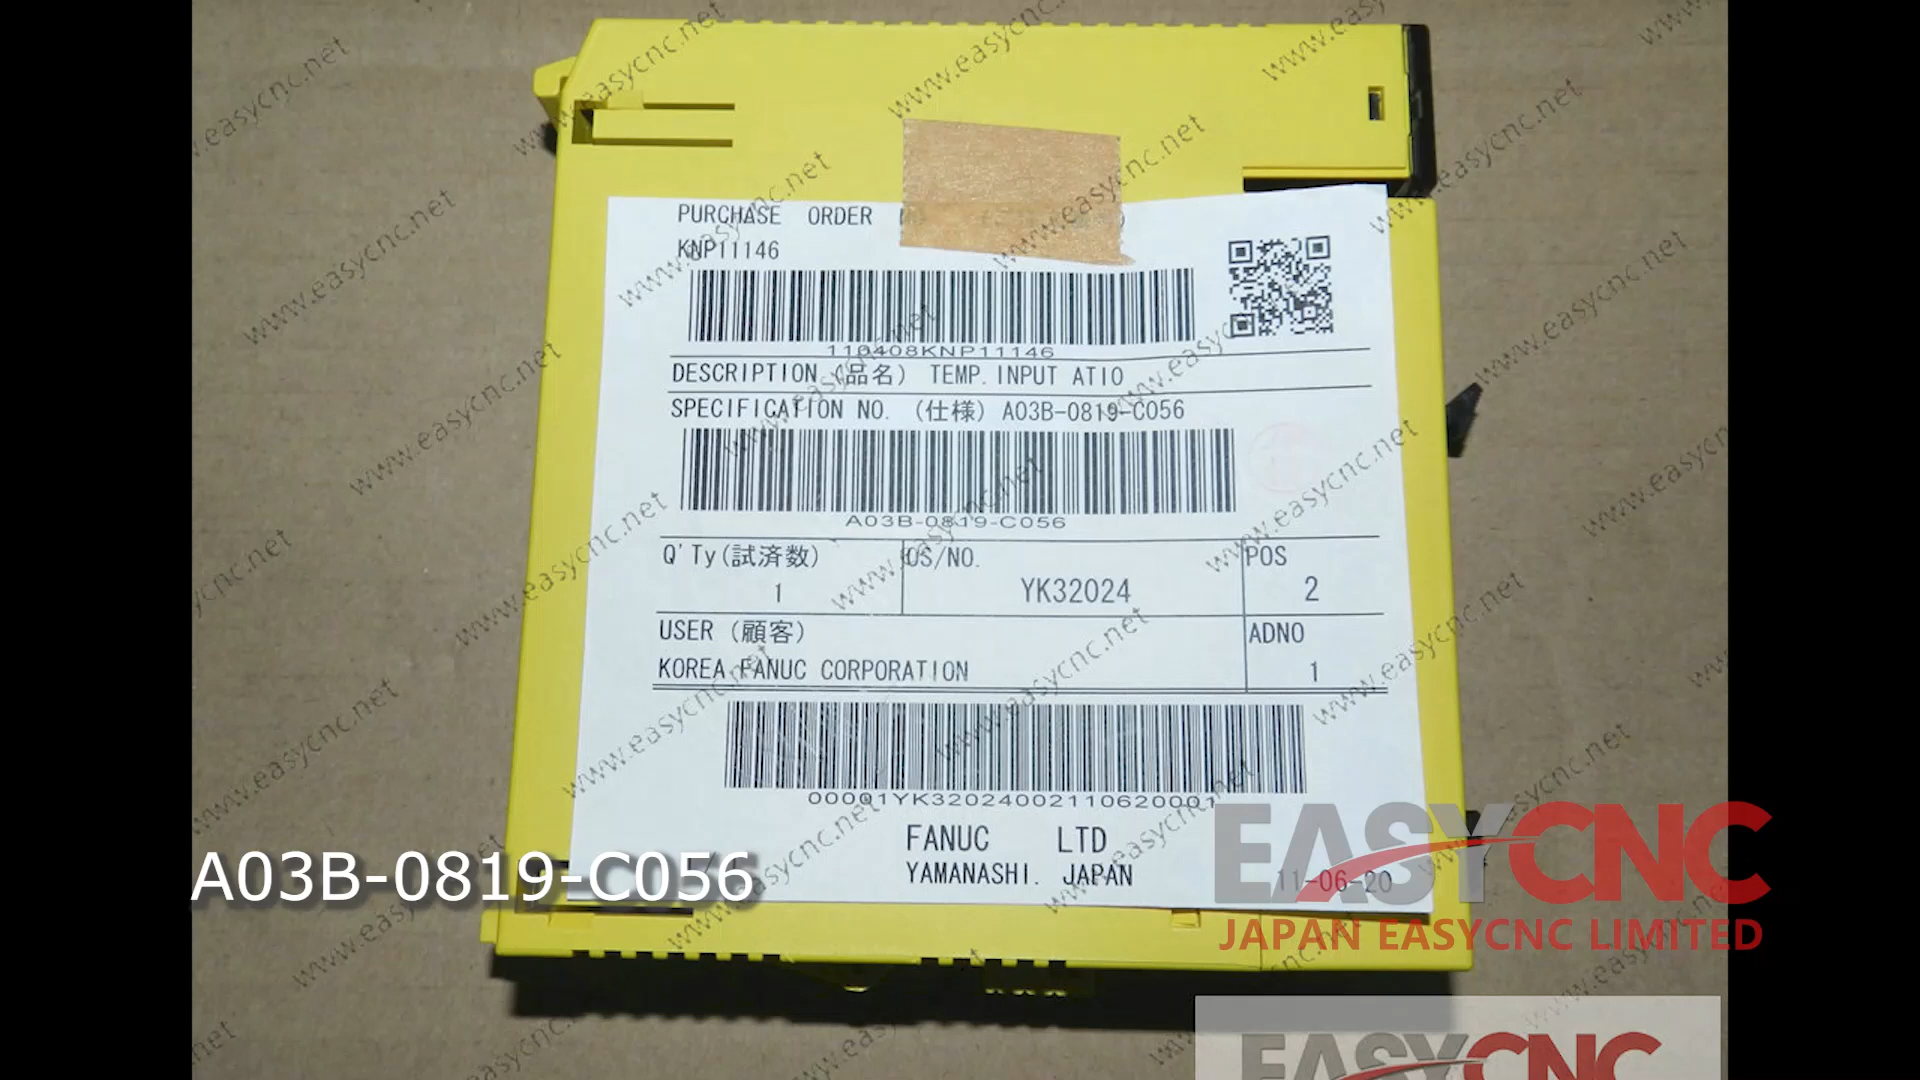 PURCHASE ORDER
KNP11146
110408KNP11146
DESCRIPTION (品名) TEMP. INPUT ATIO
SPECIFICATION NO. (仕様) A03B-0819-C056
A03B-0819-C056
Q'Ty(試済数) OS/NO. POS
1 YK32024 2
USER (顧客) ADNO
KOREA FANUC CORPORATION 1
00001YK32024002110620001
FANUC LTD
YAMANASHI. JAPAN 11-06-20
A03B-0819-C056
EASYCNC
JAPAN EASYCNC LIMITED
EASYCNC
www.easycnc.net